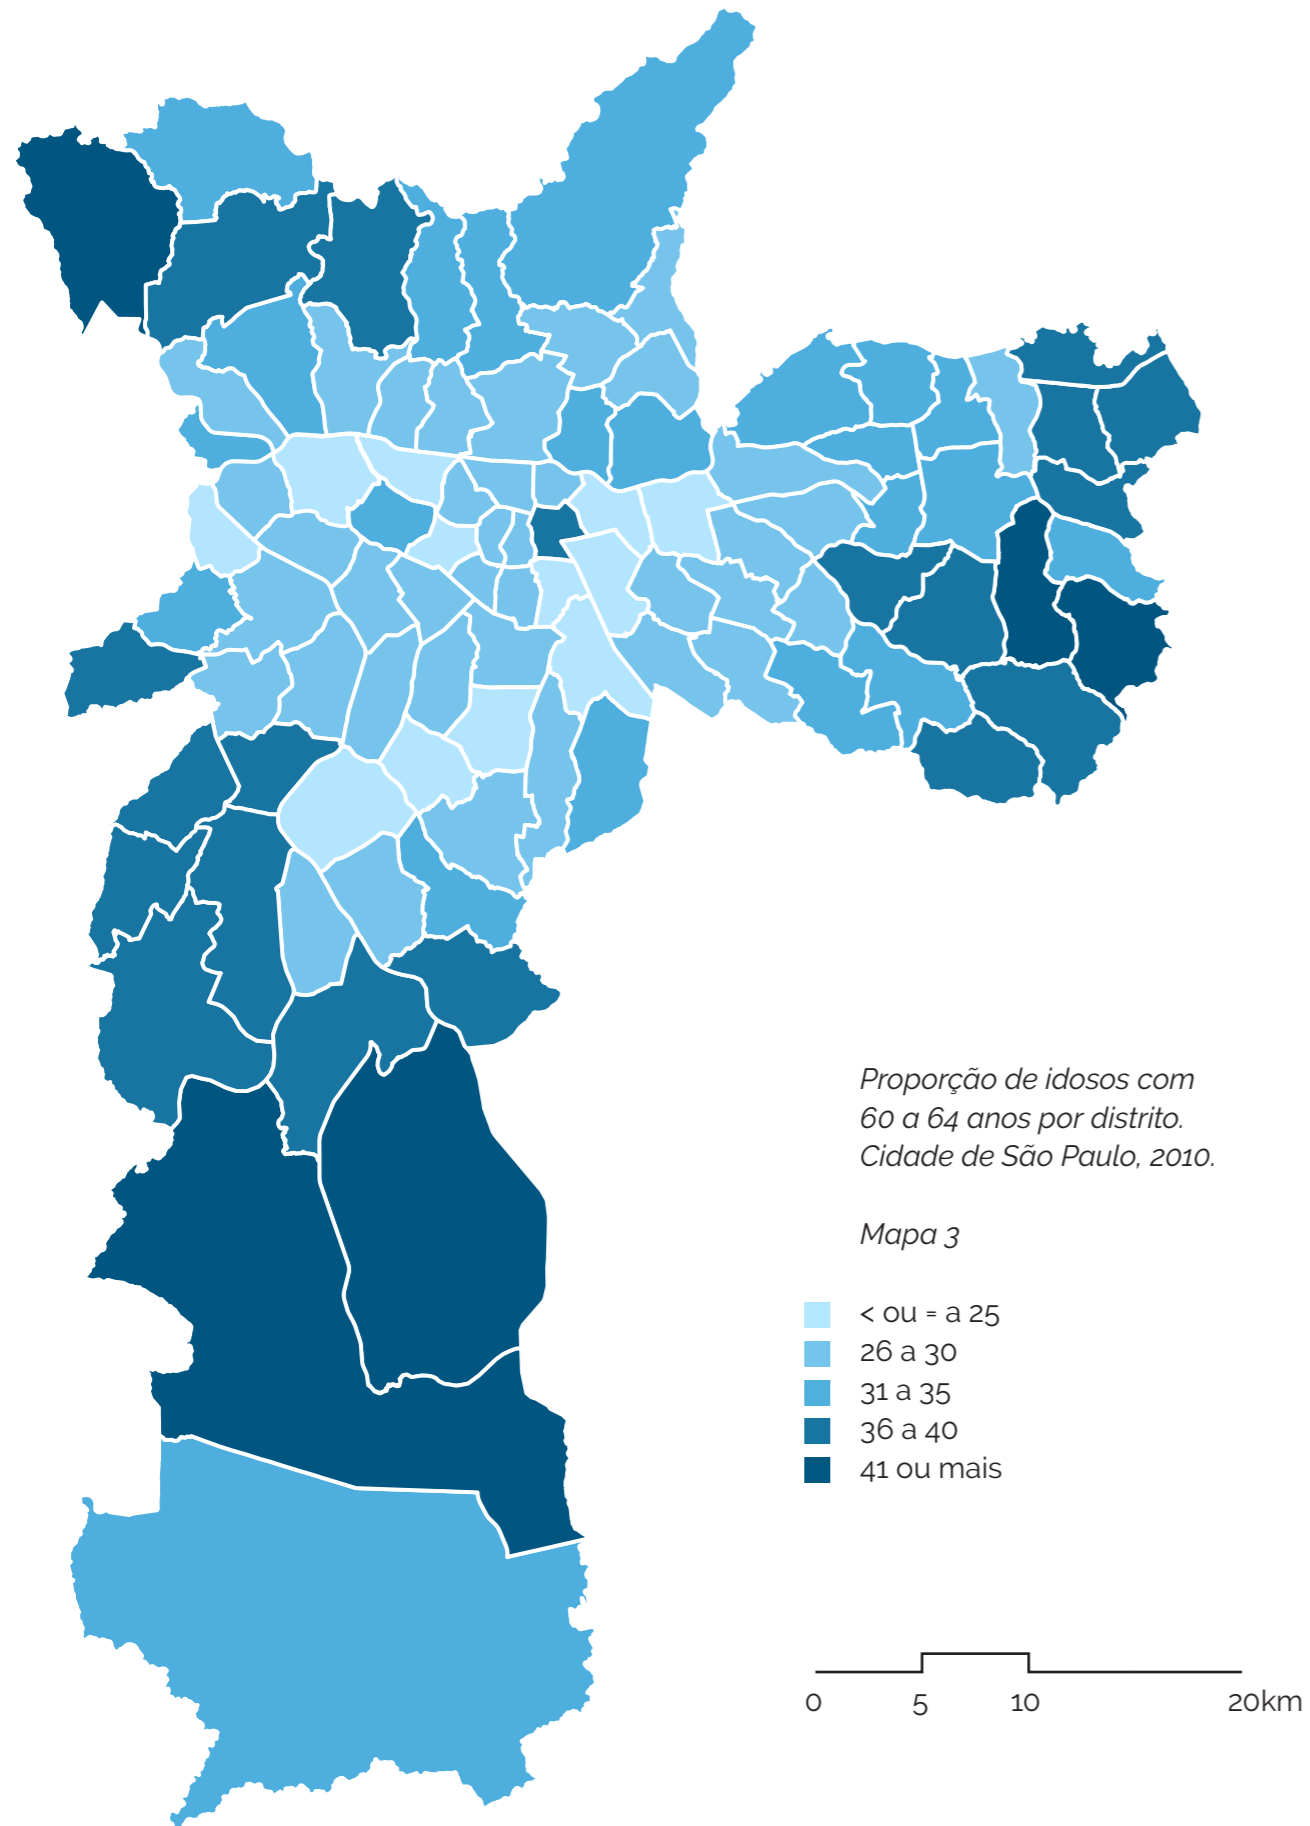 Proporção de idosos com
60 a 64 anos por distrito.
Cidade de São Paulo, 2010.
Mapa 3
< ou = a 25
26 a 30
31 a 35
36 a 40
41 ou mais
0 5 10 20km